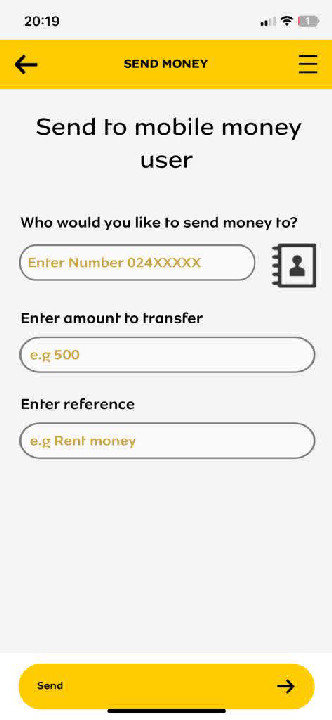 20:19
SEND MONEY
Send to mobile money
user
Who would you like to send money to?
Enter Number 024XXXXX
Enter amount to transfer
e.g 500
Enter reference
e.g Rent money
Send